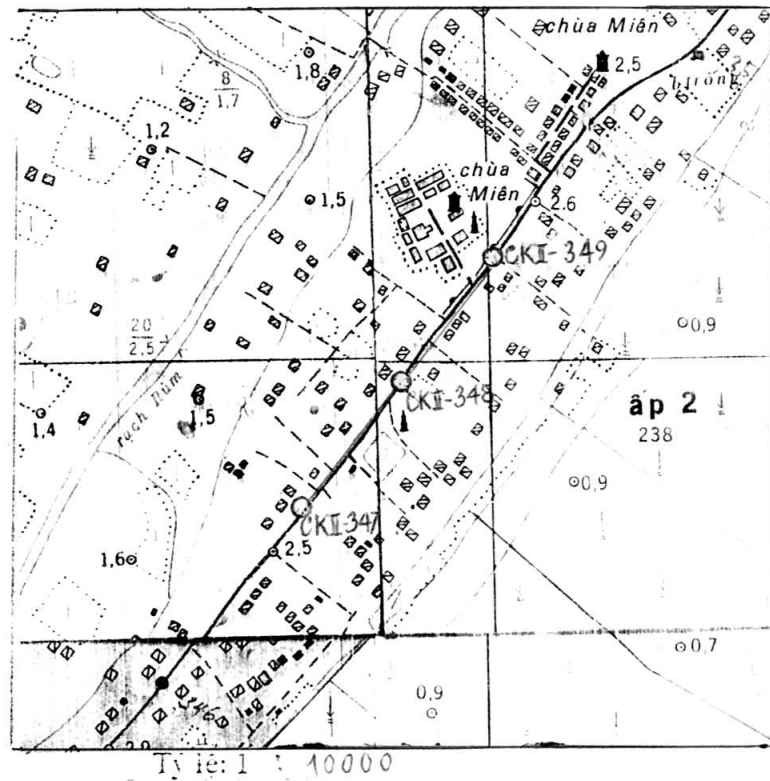 chùa Miên
2,5
1,8
8
1,7
1,2
chùa
Miên
1,5
2.6
CKII-349
0,9
20
2,5
rạch Dừm
CKII-348
1,4
1,5
ấp 2
238
0,9
CKII-347
2,5
1,6
0,7
346
0,9
Tỷ lệ: 1 : 10000